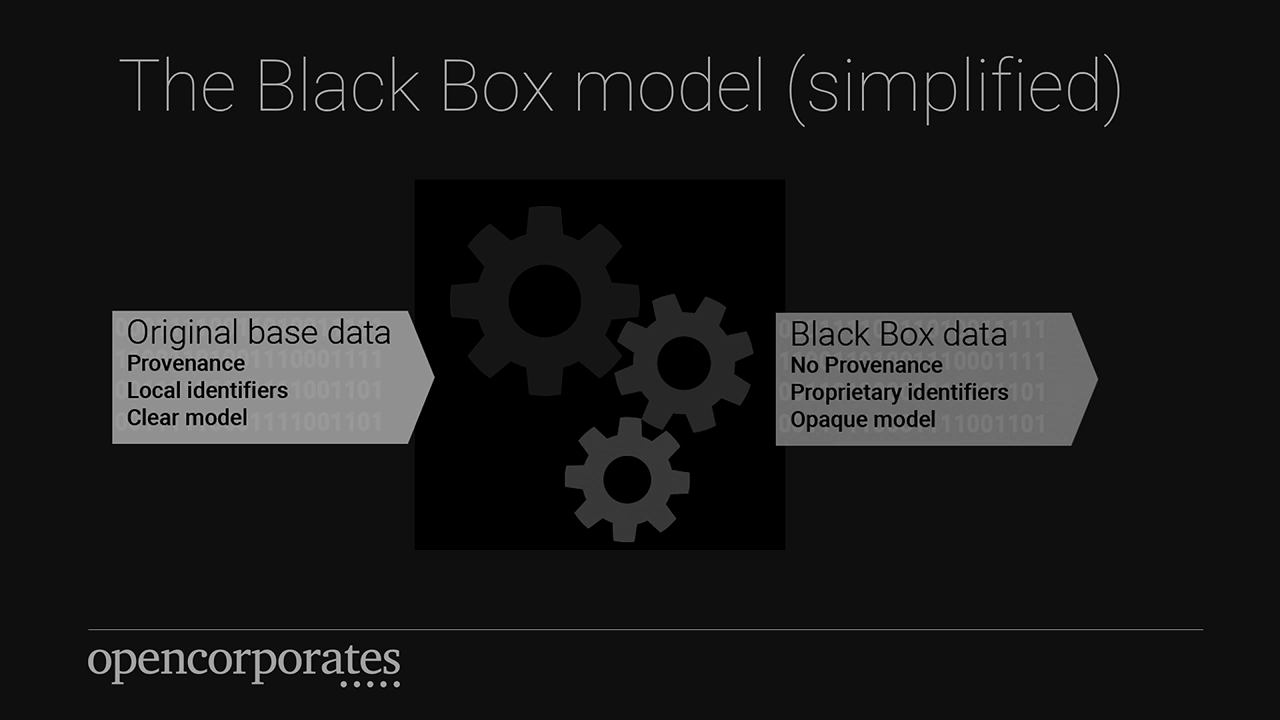 The Black Box model (simplified)
Original base data
Provenance
Local identifiers
Clear model
Black Box data
No Provenance
Proprietary identifiers
Opaque model
opencorporates